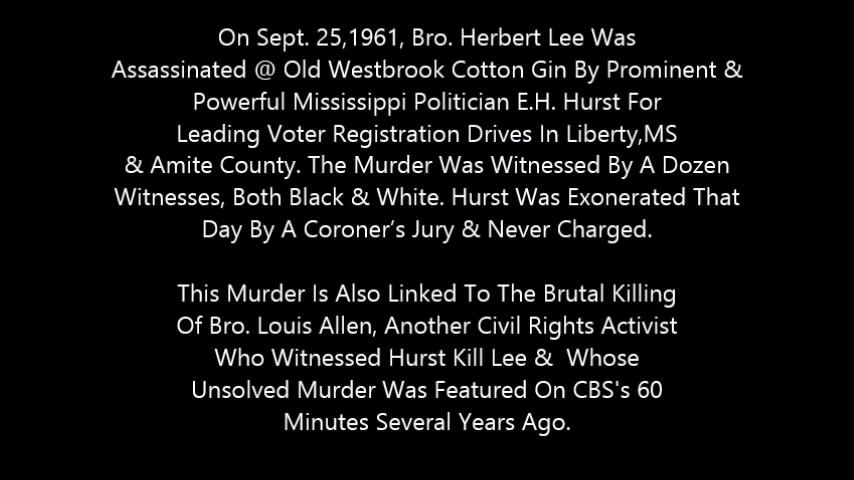 On Sept. 25,1961, Bro. Herbert Lee Was
Assassinated @ Old Westbrook Cotton Gin By Prominent &
Powerful Mississippi Politician E.H. Hurst For
Leading Voter Registration Drives In Liberty,MS
& Amite County. The Murder Was Witnessed By A Dozen
Witnesses, Both Black & White. Hurst Was Exonerated That
Day By A Coroner’s Jury & Never Charged.
This Murder Is Also Linked To The Brutal Killing
Of Bro. Louis Allen, Another Civil Rights Activist
Who Witnessed Hurst Kill Lee &  Whose
Unsolved Murder Was Featured On CBS's 60
Minutes Several Years Ago.